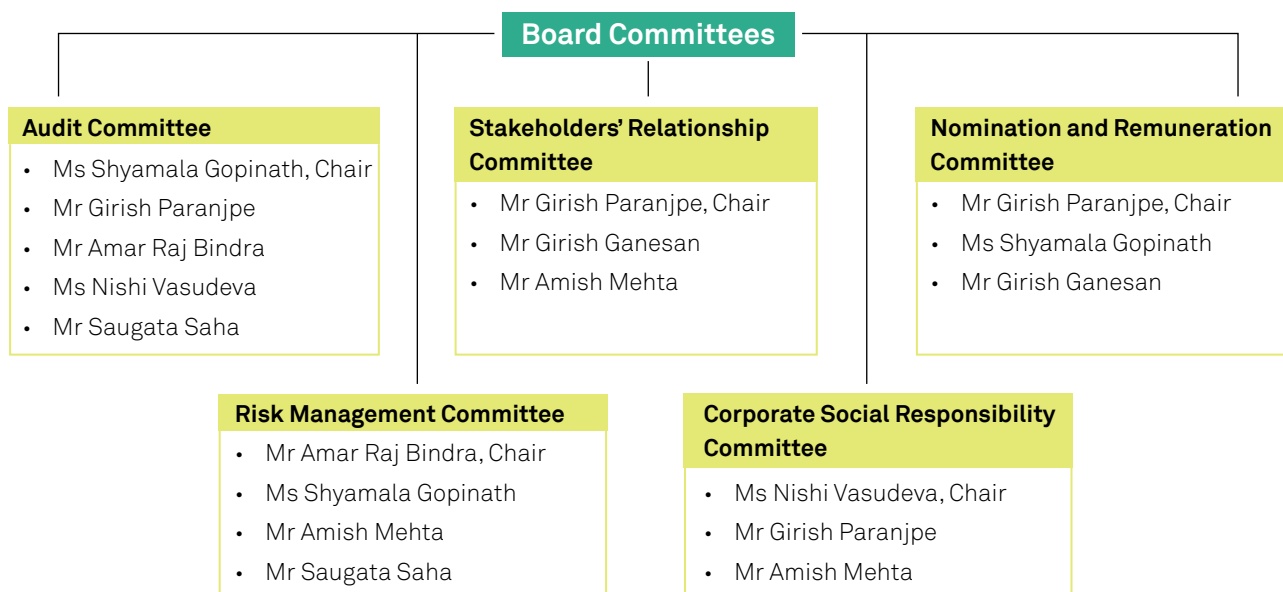 Board Committees
Audit Committee
• Ms Shyamala Gopinath, Chair
• Mr Girish Paranjpe
• Mr Amar Raj Bindra
• Ms Nishi Vasudeva
• Mr Saugata Saha
Stakeholders’ Relationship
Committee
• Mr Girish Paranjpe, Chair
• Mr Girish Ganesan
• Mr Amish Mehta
Nomination and Remuneration
Committee
• Mr Girish Paranjpe, Chair
• Ms Shyamala Gopinath
• Mr Girish Ganesan
Risk Management Committee
• Mr Amar Raj Bindra, Chair
• Ms Shyamala Gopinath
• Mr Amish Mehta
• Mr Saugata Saha
Corporate Social Responsibility
Committee
• Ms Nishi Vasudeva, Chair
• Mr Girish Paranjpe
• Mr Amish Mehta